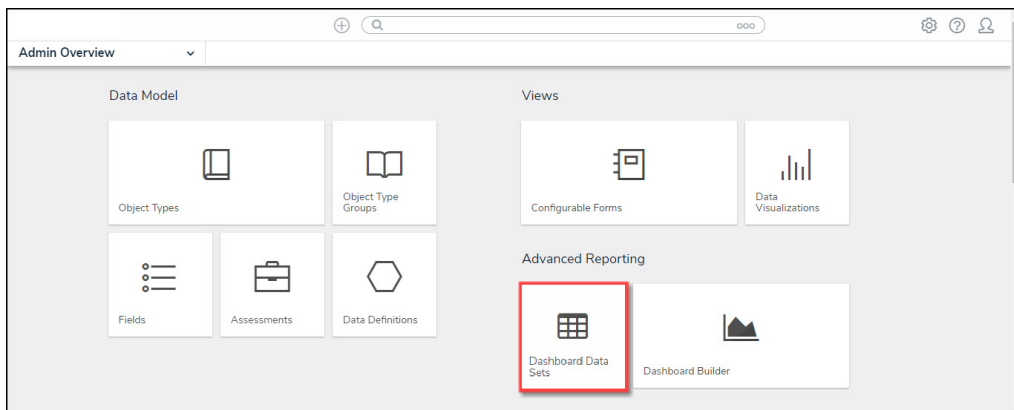 Admin Overview
Data Model
Views
Object Types
Object Type
Groups
Configurable Forms
Data
Visualizations
Advanced Reporting
Fields
Assessments
Data Definitions
Dashboard Data
Sets
Dashboard Builder